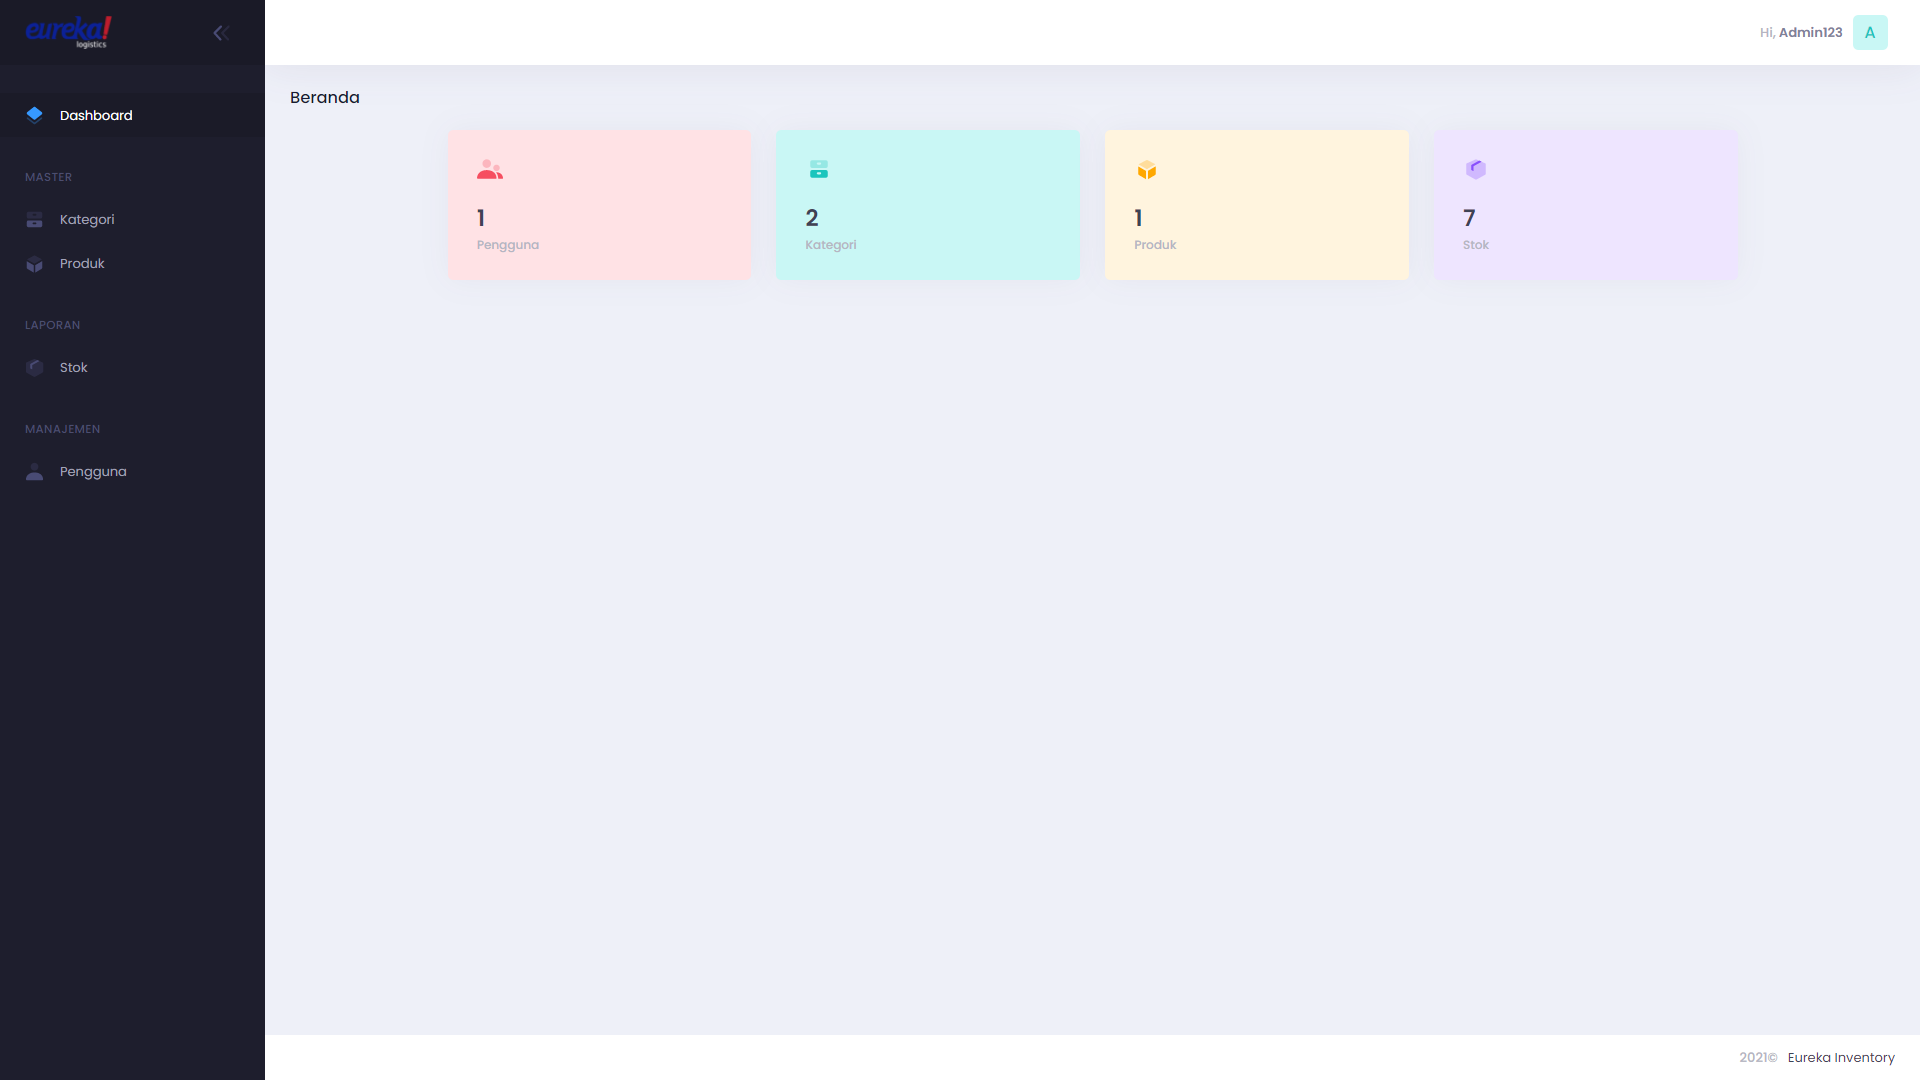 eureka!
logistics
Hi, Admin123
A
Dashboard
MASTER
Kategori
Produk
LAPORAN
Stok
MANAJEMEN
Pengguna
Beranda
1
Pengguna
2
Kategori
1
Produk
7
Stok
2021© Eureka Inventory